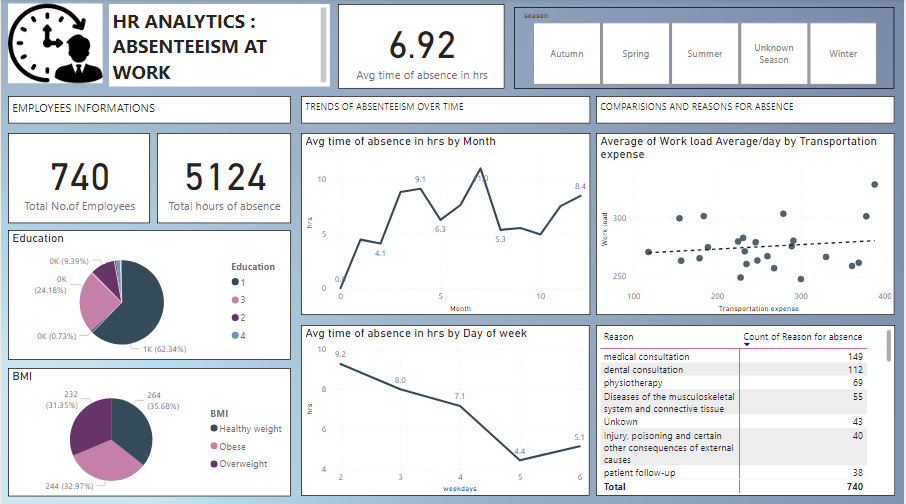 HR ANALYTICS :
ABSENTEEISM AT
WORK
6.92
Avg time of absence in hrs
season
Autumn
Spring
Summer
Unknown
Season
Winter
EMPLOYEES INFORMATIONS
TRENDS OF ABSENTEEISM OVER TIME
COMPARISIONS AND REASONS FOR ABSENCE
740
Total No.of Employees
5124
Total hours of absence
Education
0K (9.39%)
0K
(24.18%)
0K (0.73%)
1K (62.34%)
Education
1
3
2
4
BMI
232
(31.35%)
264
(35.68%)
244 (32.97%)
BMI
Healthy weight
Obese
Overweight
Avg time of absence in hrs by Month
hrs
10
5
0
0.0
4.1
9.1
6.3
11.0
5.3
8.4
0
5
10
Month
Avg time of absence in hrs by Day of week
hrs
10
8
6
4
9.2
8.0
7.1
4.4
5.1
2
3
4
5
6
weekdays
Average of Work load Average/day by Transportation
expense
Work load
300
250
100
200
300
400
Transportation expense
Reason Count of Reason for absence
medical consultation 149
dental consultation 112
physiotherapy 69
Diseases of the musculoskeletal
system and connective tissue 55
Unkown 43
Injury, poisoning and certain 40
other consequences of external
causes
patient follow-up 38
Total 740